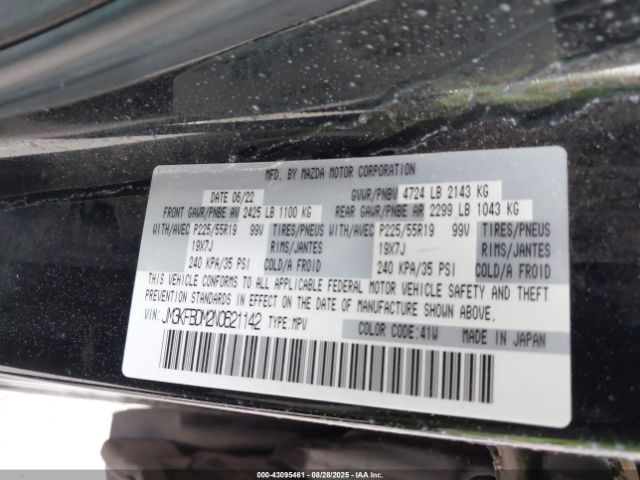 MFD. BY MAZDA MOTOR CORPORATION
DATE 06/22 GVWR/PNBV 4724 LB 2143 KG
FRONT GAWR/PNBE AV 2425 LB 1100 KG REAR GAWR/PNBE AR 2299 LB 1043 KG
WITH/AVEC P225/55R19 99V TIRES/PNEUS WITH/AVEC P225/55R19 99V TIRES/PNEUS
19X7J RIMS/JANTES 19X7J RIMS/JANTES
240 KPA/35 PSI COLD/A FROID 240 KPA/35 PSI COLD/A FROID
THIS VEHICLE CONFORMS TO ALL APPLICABLE FEDERAL MOTOR VEHICLE SAFETY AND THEFT
PREVENTION STANDARDS IN EFFECT ON THE DATE OF MANUFACTURE SHOWN ABOVE.
VIN: JM3KFBDM2N0621142 TYPE:MPV COLOR CODE:41W MADE IN JAPAN
000-43095461 - 08/28/2025 - IAA